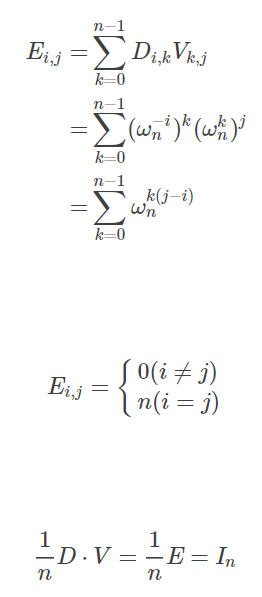 E_{i,j} = \sum_{k=0}^{n-1} D_{i,k} V_{k,j}
= \sum_{k=0}^{n-1} (\omega_n^{-i})^k (\omega_n^k)^j
= \sum_{k=0}^{n-1} \omega_n^{k(j-i)}
E_{i,j} = \begin{cases} 0 (i \neq j) \\ n (i = j) \end{cases}
\frac{1}{n} D \cdot V = \frac{1}{n} E = I_n